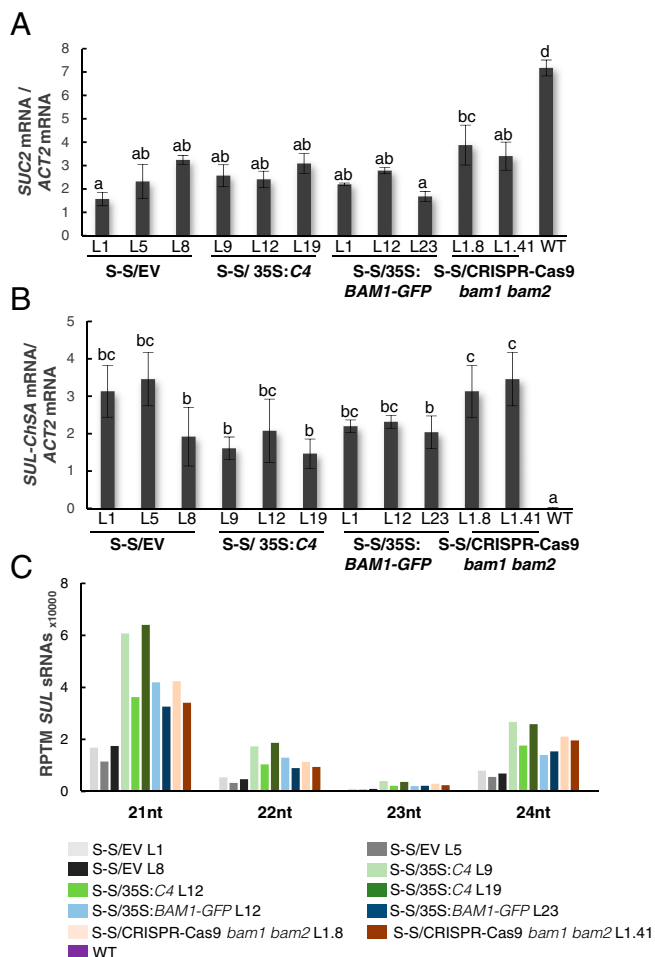 A
SUC2 mRNA /
ACT2 mRNA
8
7
6
5
4
3
2
1
0
a ab ab ab ab ab ab ab a bc ab d
L1 L5 L8 L9 L12 L19 L1 L12 L23 L1.8 L1.41 WT
S-S/EV S-S/ 35S:C4 S-S/35S: S-S/CRISPR-Cas9
BAM1-GFP bam1 bam2
B
SUL-ChSA mRNA/
ACT2 mRNA
5
4
3
2
1
0
bc bc b b b b bc bc b c c a
L1 L5 L8 L9 L12 L19 L1 L12 L23 L1.8 L1.41 WT
S-S/EV S-S/ 35S:C4 S-S/35S: S-S/CRISPR-Cas9
BAM1-GFP bam1 bam2
C
RPTM SUL sRNAs x10000
8
6
4
2
0
21nt 22nt 23nt 24nt
S-S/EV L1 S-S/EV L5
S-S/EV L8 S-S/35S:C4 L9
S-S/35S:C4 L12 S-S/35S:C4 L19
S-S/35S:BAM1-GFP L12 S-S/35S:BAM1-GFP L23
S-S/CRISPR-Cas9 bam1 bam2 L1.8 S-S/CRISPR-Cas9 bam1 bam2 L1.41
WT